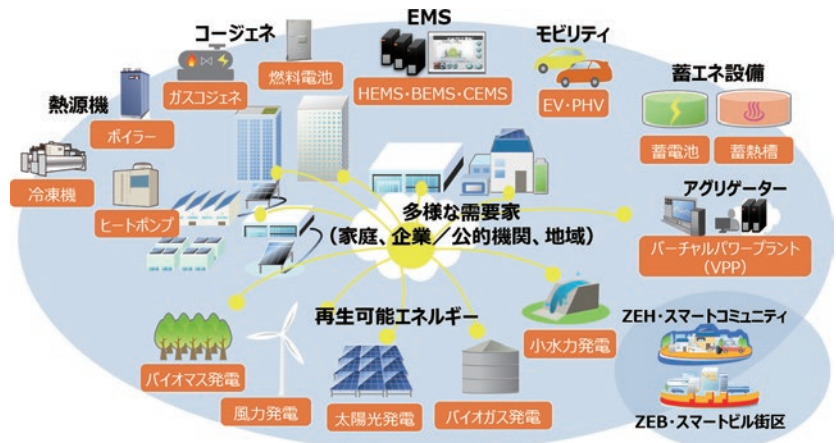 コージェネ
EMS
モビリティ
ガスコジェネ
燃料電池
HEMS・BEMS・CEMS
EV・PHV
蓄エネ設備
熱源機
ボイラー
蓄電池
蓄熱槽
冷凍機
ヒートポンプ
アグリゲーター
バーチャルパワープラント
（VPP）
多様な需要家
（家庭、企業／公的機関、地域）
再生可能エネルギー
バイオマス発電
風力発電
太陽光発電
バイオガス発電
小水力発電
ZEH・スマートコミュニティ
ZEB・スマートビル街区